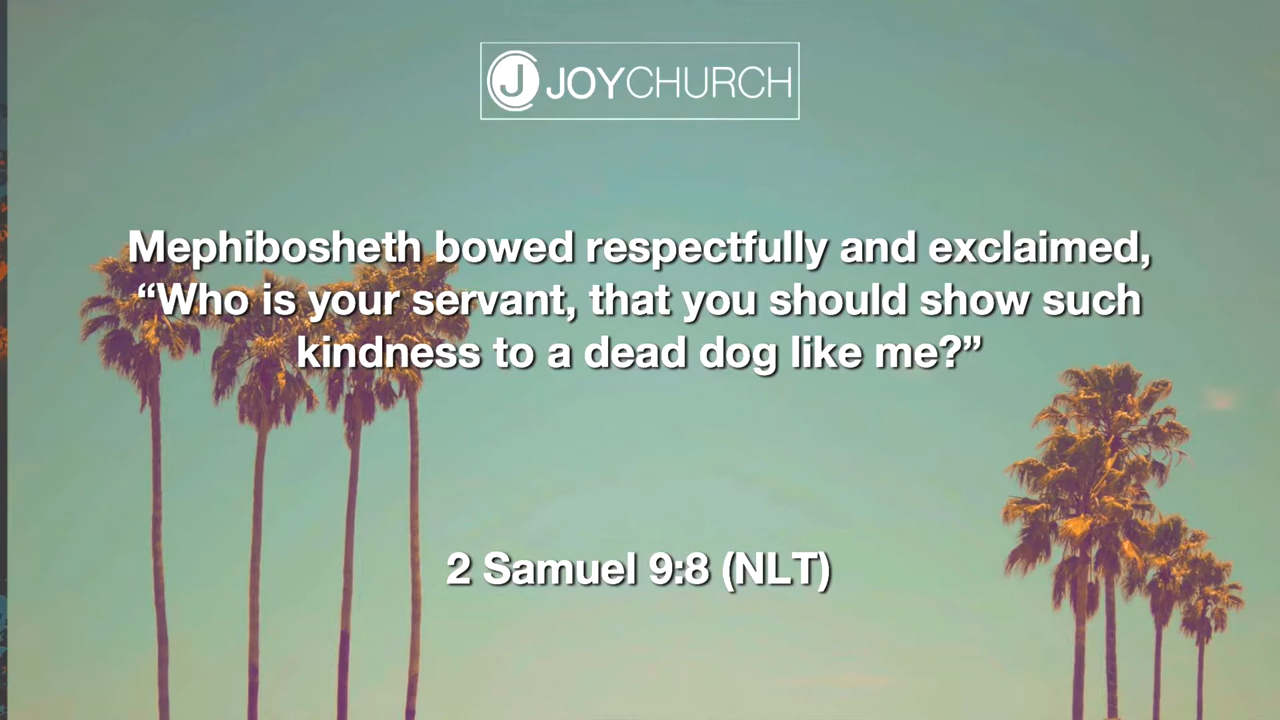 JOYCHURCH
Mephibosheth bowed respectfully and exclaimed,
“Who is your servant, that you should show such
kindness to a dead dog like me?”
2 Samuel 9:8 (NLT)